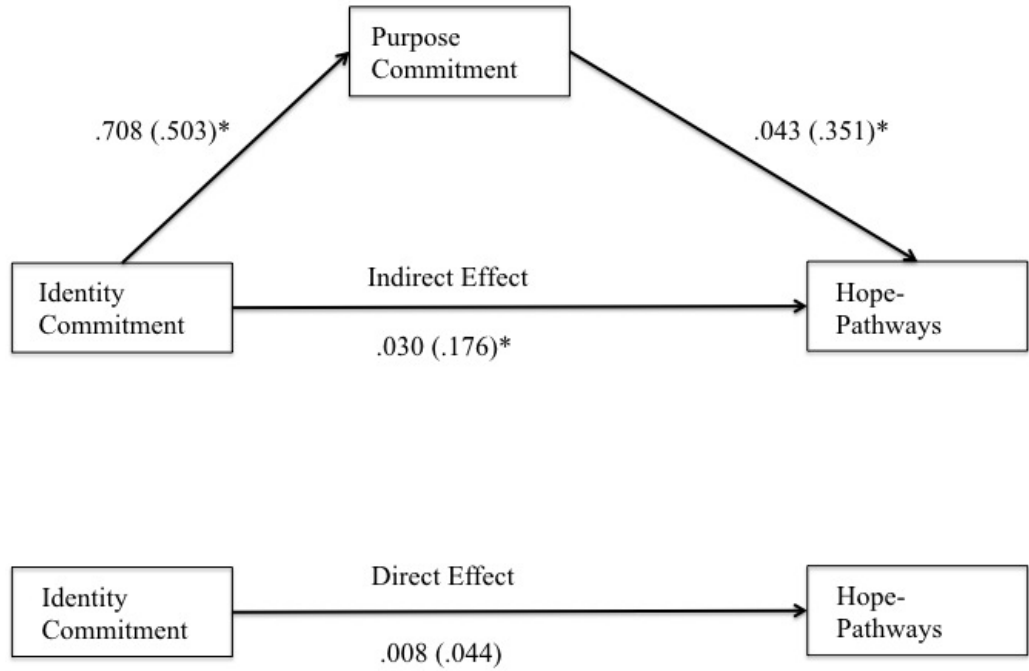 Purpose
Commitment
.708 (.503)*
.043 (.351)*
Identity
Commitment
Indirect Effect
.030 (.176)*
Hope-
Pathways
Identity
Commitment
Direct Effect
.008 (.044)
Hope-
Pathways